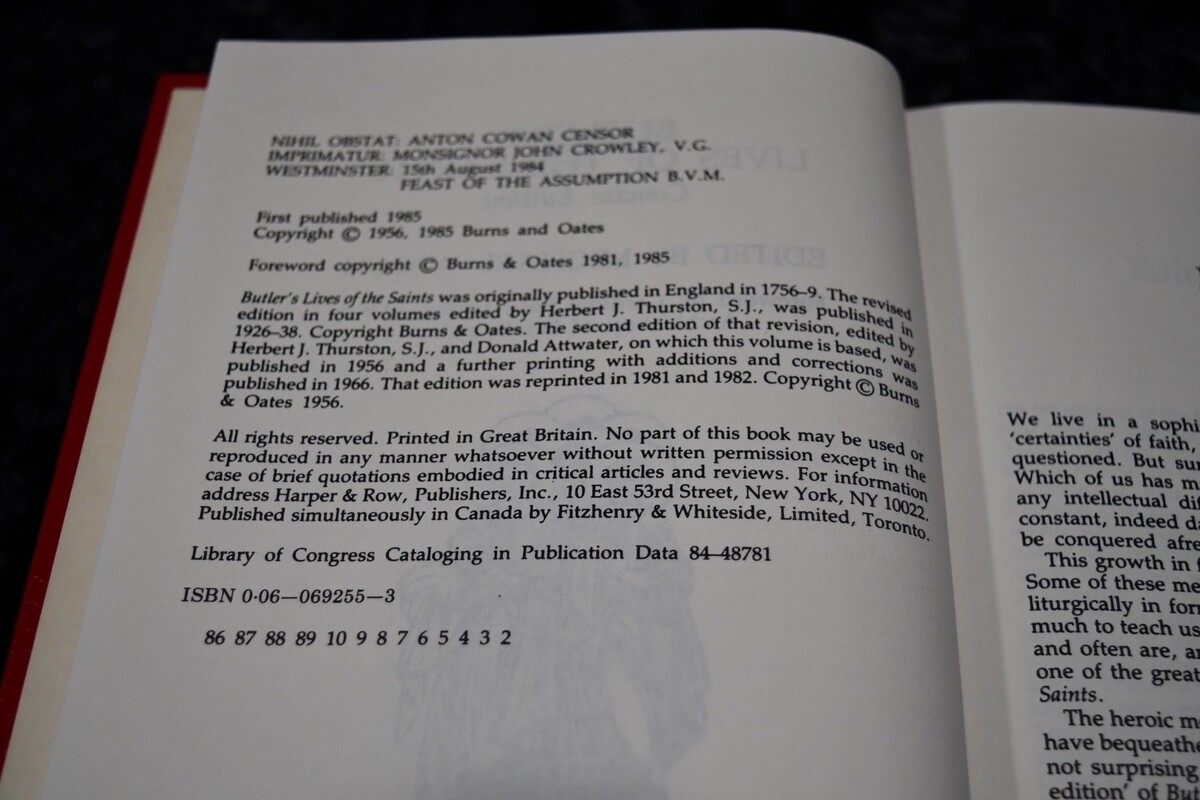 NIHIL OBSTAT: ANTON COWAN CENSOR
IMPRIMATUR: MONSIGNOR JOHN CROWLEY, V.G.
WESTMINSTER: 15th August 1984
FEAST OF THE ASSUMPTION B.V.M.
First published 1985
Copyright © 1956, 1985 Burns and Oates
Foreword copyright © Burns & Oates 1981, 1985
Butler's Lives of the Saints was originally published in England in 1756–9. The revised
edition in four volumes edited by Herbert J. Thurston, S.J., was published in
1926–38. Copyright Burns & Oates. The second edition of that revision, edited by
Herbert J. Thurston, S.J., and Donald Attwater, on which this volume is based, was
published in 1956 and a further printing with additions and corrections was
published in 1966. That edition was reprinted in 1981 and 1982. Copyright © Burns
& Oates 1956.
All rights reserved. Printed in Great Britain. No part of this book may be used or
reproduced in any manner whatsoever without written permission except in the
case of brief quotations embodied in critical articles and reviews. For information
address Harper & Row, Publishers, Inc., 10 East 53rd Street, New York, NY 10022.
Published simultaneously in Canada by Fitzhenry & Whiteside, Limited, Toronto.
Library of Congress Cataloging in Publication Data 84–48781
ISBN 0·06—069255—3
86 87 88 89 10 9 8 7 6 5 4 3 2
We live in a sophi
'certainties' of faith,
questioned. But su
Which of us has m
any intellectual di
constant, indeed d
be conquered afre
This growth in
Some of these me
liturgically in for
much to teach us
and often are, a
one of the great
Saints.
The heroic m
have bequeathe
not surprising
edition' of But